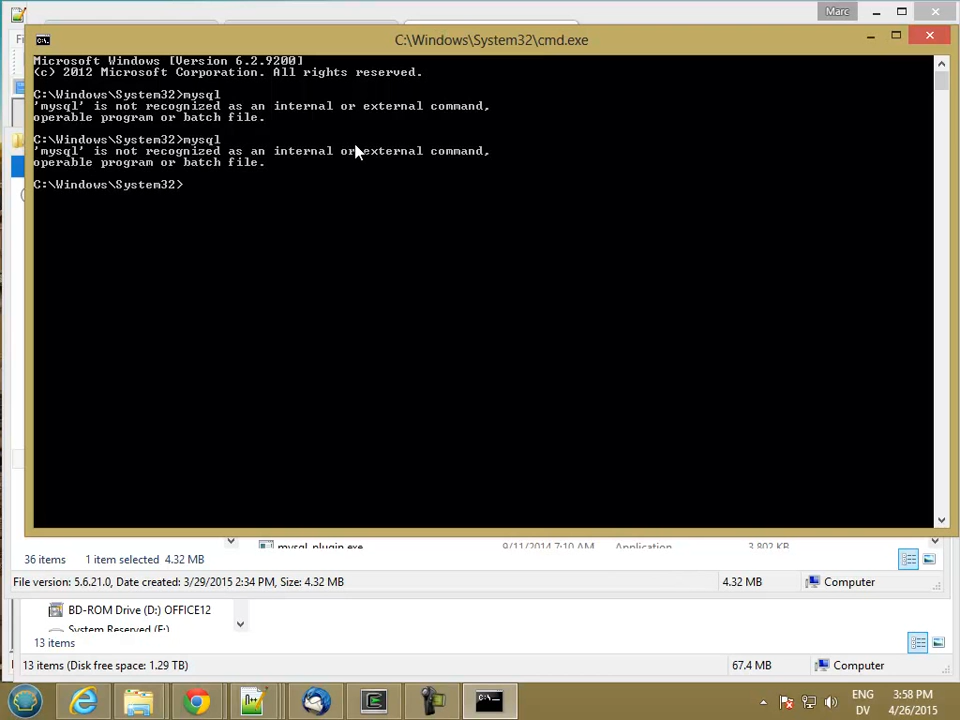 Marc
C:\Windows\System32\cmd.exe
Microsoft Windows [Version 6.2.9200]
(c) 2012 Microsoft Corporation. All rights reserved.
C:\Windows\System32>mysql
'mysql' is not recognized as an internal or external command,
operable program or batch file.
C:\Windows\System32>mysql
'mysql' is not recognized as an internal or external command,
operable program or batch file.
C:\Windows\System32>
mysql_plugin.exe 9/11/2014 7:10 AM Application 3,802 KB
36 items 1 item selected 4.32 MB
File version: 5.6.21.0, Date created: 3/29/2015 2:34 PM, Size: 4.32 MB 4.32 MB Computer
BD-ROM Drive (D:) OFFICE12
System Reserved (F:)
13 items
13 items (Disk free space: 1.29 TB) 67.4 MB Computer
ENG 3:58 PM
DV 4/26/2015